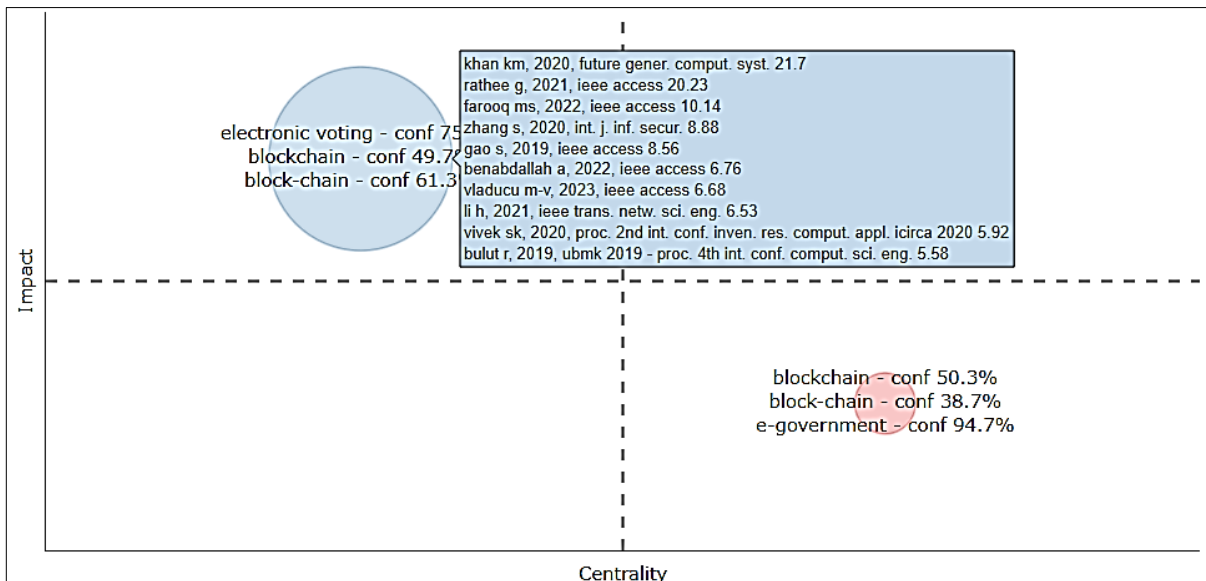 electronic voting - conf 75
blockchain - conf 49.7%
block-chain - conf 61.3
khan km, 2020, future gener. comput. syst. 21.7
rathee g, 2021, ieee access 20.23
farooq ms, 2022, ieee access 10.14
zhang s, 2020, int. j. inf. secur. 8.88
gao s, 2019, ieee access 8.56
benabdallah a, 2022, ieee access 6.76
vladucu m-v, 2023, ieee access 6.68
li h, 2021, ieee trans. netw. sci. eng. 6.53
vivek sk, 2020, proc. 2nd int. conf. inven. res. comput. appl. icirca 2020 5.92
bulut r, 2019, ubmk 2019 - proc. 4th int. conf. comput. sci. eng. 5.58
Impact
blockchain - conf 50.3%
block-chain - conf 38.7%
e-government - conf 94.7%
Centrality